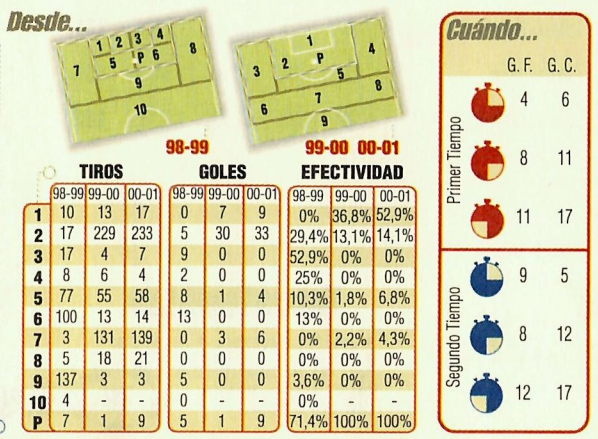 Desde...
1 2 3 4
7 5 P 6 8
9
10
98-99
1
3 2 P 4
5
6 7 8
9
99-00 00-01
TIROS GOLES EFECTIVIDAD
98-99 99-00 00-01 98-99 99-00 00-01 98-99 99-00 00-01
1 10 13 17 0 7 9 0% 36,8% 52,9%
2 17 229 233 5 30 33 29,4% 13,1% 14,1%
3 17 4 7 9 0 0 52,9% 0% 0%
4 8 6 4 2 0 0 25% 0% 0%
5 77 55 58 8 1 4 10,3% 1,8% 6,8%
6 100 13 14 13 0 0 13% 0% 0%
7 3 131 139 0 3 6 0% 2,2% 4,3%
8 5 18 21 0 0 0 0% 0% 0%
9 137 3 3 5 0 0 3,6% 0% 0%
10 4 - - 0 - - 0% - -
P 7 1 9 5 1 9 71,4% 100% 100%
Cuándo...
G. F. G. C.
Primer Tiempo
4 6
8 11
11 17
Segundo Tiempo
9 5
8 12
12 17